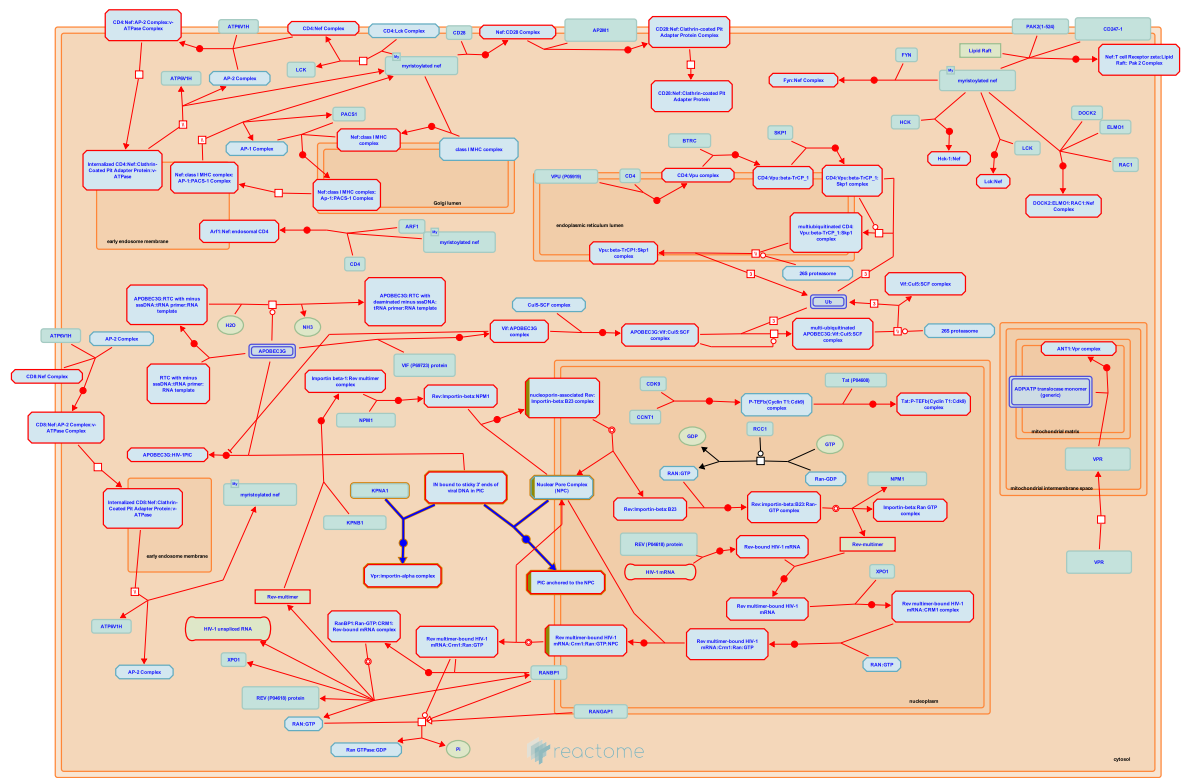 CD4:Nef:AP-2 Complex:v-
ATPase Complex
ATP6V1H
CD4:Nef Complex
CD4:Lck Complex
CD28
Nef:CD28 Complex
AP2M1
CD28:Nef:Clathrin-coated Pit
Adapter Protein Complex
PAK2(1-524)
CD247-1
Lipid Raft
Nef:T cell Receptor zeta:Lipid
Raft: Pak 2 Complex
FYN
Fyn:Nef Complex
My
myristoylated nef
LCK
ATP6V1H
AP-2 Complex
My
myristoylated nef
CD28:Nef:Clathrin-coated Pit
Adapter Protein
HCK
Hck-1:Nef
LCK
Lck:Nef
DOCK2
ELMO1
RAC1
DOCK2:ELMO1:RAC1:Nef
Complex
PACS1
AP-1 Complex
Nef:class I MHC
complex
class I MHC complex
Internalized CD4:Nef:Clathrin-
Coated Pit Adapter Protein:v-
ATPase
Nef:class I MHC complex:
AP-1:PACS-1 Complex
Nef:class I MHC complex:
Ap-1:PACS-1 Complex
Golgi lumen
early endosome membrane
Arf1:Nef:endosomal CD4
ARF1
My
myristoylated nef
CD4
BTRC
SKP1
VPU (P05919)
CD4
CD4:Vpu complex
CD4:Vpu:beta-TrCP_1
CD4:Vpu:beta-TrCP_1:
Skp1 complex
endoplasmic reticulum lumen
multiubiquitinated CD4:
Vpu:beta-TrCP_1:Skp1
complex
Vpu:beta-TrCP1:Skp1
complex
26S proteasome
Ub
Vif:Cul5:SCF complex
APOBEC3G:RTC with minus
sssDNA:tRNA primer:RNA
template
H2O
NH3
APOBEC3G:RTC with
deaminated minus sssDNA:
tRNA primer:RNA template
APOBEC3G
RTC with minus
sssDNA:tRNA primer:
RNA template
Cul5-SCF complex
Vif:APOBEC3G
complex
APOBEC3G:Vif:Cul5:SCF
complex
multi-ubiquitinated
APOBEC3G:Vif:Cul5:SCF
complex
26S proteasome
VIF (P69723) protein
ATP6V1H
AP-2 Complex
CD8:Nef Complex
CD8:Nef:AP-2 Complex:v-
ATPase Complex
ANT1:Vpr complex
ADP/ATP translocase monomer
(generic)
mitochondrial matrix
mitochondrial intermembrane space
VPR
VPR
Importin beta-1:Rev multimer
complex
NPM1
Rev:Importin-beta:NPM1
nucleoporin-associated Rev:
Importin-beta:B23 complex
CDK9
CCNT1
P-TEFb(Cyclin T1:Cdk9)
complex
Tat (P04608)
Tat:P-TEFb(Cyclin T1:Cdk9)
complex
GDP
RCC1
GTP
RAN:GTP
Ran-GDP
APOBEC3G:HIV-1PIC
IN bound to sticky 3' ends of
viral DNA in PIC
KPNA1
Nuclear Pore Complex
(NPC)
KPNB1
Vpr:importin-alpha complex
PIC anchored to the NPC
Internalized CD8:Nef:Clathrin-
Coated Pit Adapter Protein:v-
ATPase
early endosome membrane
My
myristoylated nef
Rev:Importin-beta:B23
Rev:importin-beta:B23:Ran-
GTP complex
NPM1
Importin-beta:Ran GTP
complex
REV (P04618) protein
HIV-1 mRNA
Rev-bound HIV-1 mRNA
Rev-multimer
XPO1
Rev multimer-bound HIV-1
mRNA
Rev multimer-bound HIV-1
mRNA:CRM1 complex
RAN:GTP
Rev multimer-bound HIV-1
mRNA:Crm1:Ran:GTP
Rev multimer-bound HIV-1
mRNA:Crm1:Ran:GTP:NPC
Rev multimer-bound HIV-1
mRNA:Crm1:Ran:GTP
RanBP1:Ran-GTP:CRM1:
Rev-bound mRNA complex
Rev-multimer
HIV-1 unspliced RNA
XPO1
REV (P04618) protein
RAN:GTP
ATP6V1H
AP-2 Complex
RANBP1
RANGAP1
nucleoplasm
Ran GTPase:GDP
Pi
reactome
cytosol